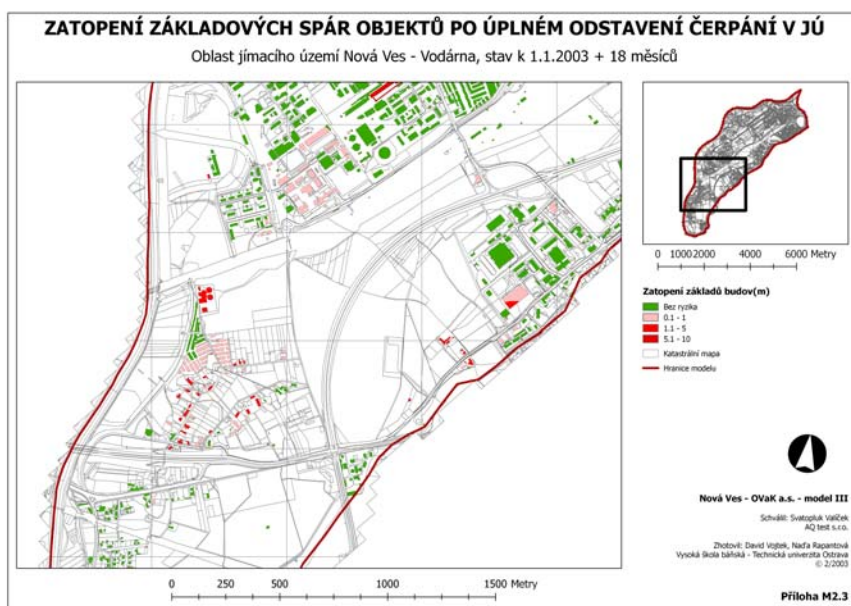 ZATOPENÍ ZÁKLADOVÝCH SPÁR OBJEKTŮ PO ÚPLNÉM ODSTAVENÍ ČERPÁNÍ V JÚ
Oblast jímacího území Nová Ves - Vodárna, stav k 1.1.2003 + 18 měsíců
0 1000 2000 4000 6000 Metry
Zatopení základů budov(m)
Bez ryzika
0.1 - 1
1.1 - 5
5.1 - 10
Katastrální mapa
Hranice modelu
Nová Ves - OVaK a.s. - model III
Schválil: Svatopluk Valíček
AQ test s.r.o.
Zhotovil: David Vojtek, Naďa Rapantová
Vysoká škola báňská - Technická univerzita Ostrava
© 2/2003
0 250 500 1000 1500 Metry
Příloha M2.3